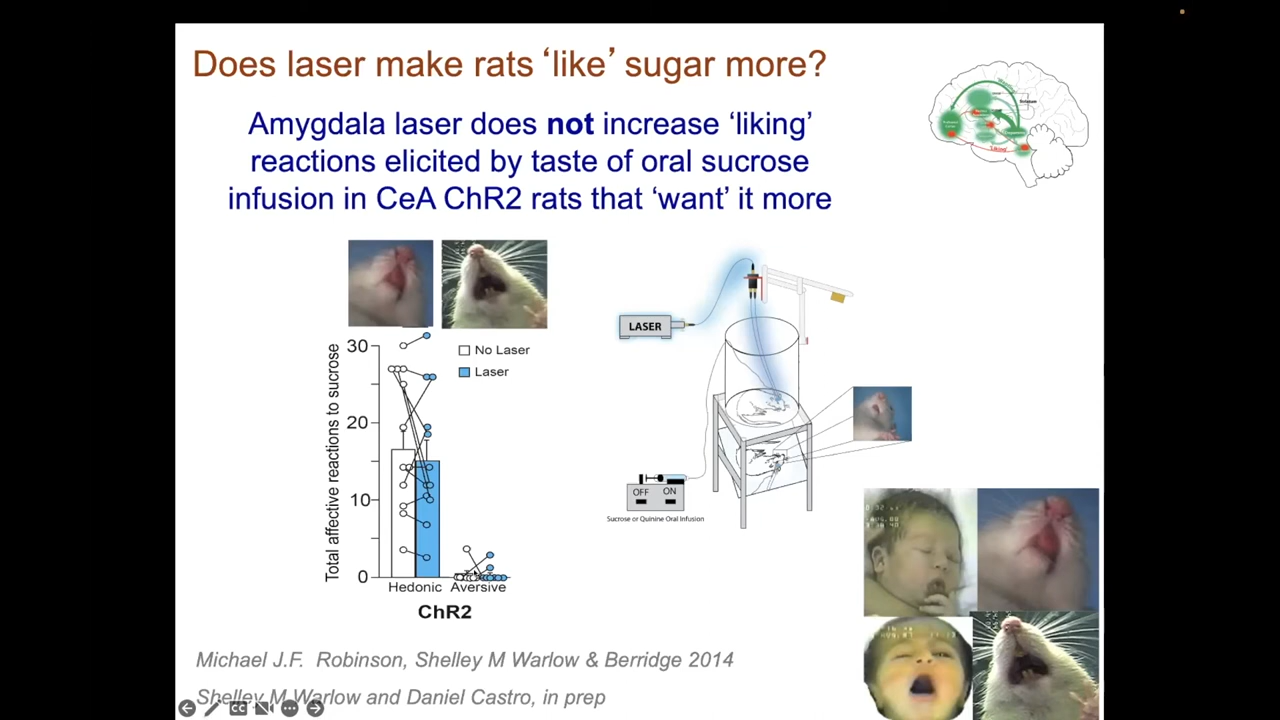 Does laser make rats ‘like’ sugar more?
Amygdala laser does not increase ‘liking’
reactions elicited by taste of oral sucrose
infusion in CeA ChR2 rats that ‘want’ it more
LASER
No Laser
Laser
Total affective reactions to sucrose
30
20
10
0
Hedonic Aversive
ChR2
OFF ON
Sucrose or Quinine Oral Infusion
Michael J.F. Robinson, Shelley M Warlow & Berridge 2014
Shelley M Warlow and Daniel Castro, in prep
CC